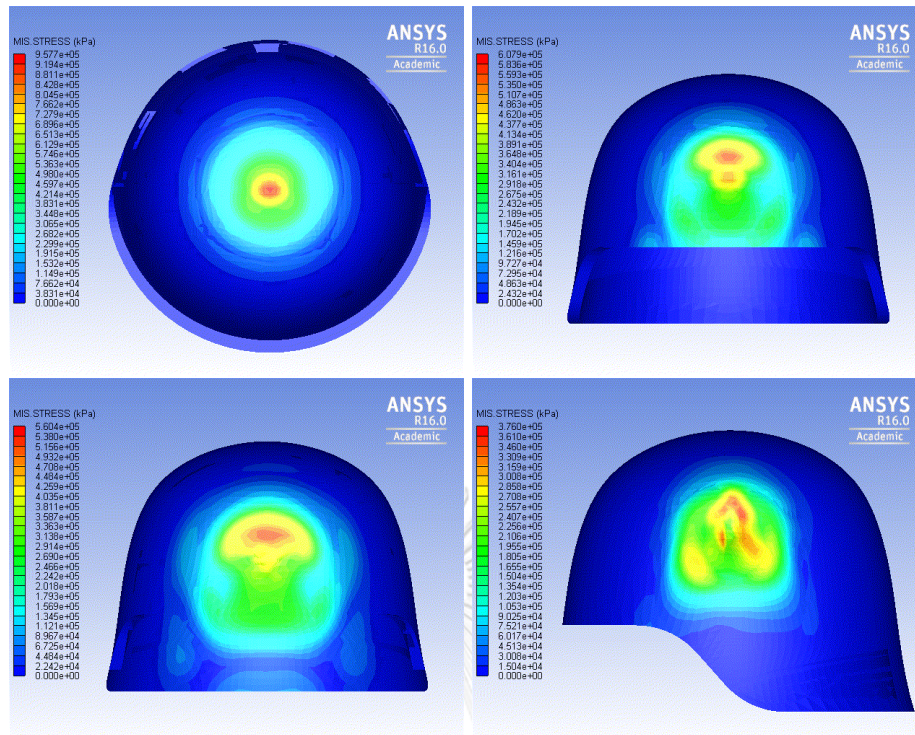 MIS.STRESS (kPa)
9.577e+05
9.194e+05
8.811e+05
8.428e+05
8.045e+05
7.662e+05
7.279e+05
6.896e+05
6.513e+05
6.129e+05
5.746e+05
5.363e+05
4.980e+05
4.597e+05
4.214e+05
3.831e+05
3.448e+05
3.065e+05
2.682e+05
2.299e+05
1.915e+05
1.532e+05
1.149e+05
7.662e+04
3.831e+04
0.000e+00
ANSYS
R16.0
Academic
MIS.STRESS (kPa)
6.079e+05
5.836e+05
5.593e+05
5.350e+05
5.107e+05
4.863e+05
4.620e+05
4.377e+05
4.134e+05
3.891e+05
3.648e+05
3.404e+05
3.161e+05
2.918e+05
2.675e+05
2.432e+05
2.189e+05
1.945e+05
1.702e+05
1.459e+05
1.216e+05
9.727e+04
7.295e+04
4.863e+04
2.432e+04
0.000e+00
ANSYS
R16.0
Academic
MIS.STRESS (kPa)
5.604e+05
5.380e+05
5.156e+05
4.932e+05
4.708e+05
4.484e+05
4.259e+05
4.035e+05
3.811e+05
3.587e+05
3.363e+05
3.138e+05
2.914e+05
2.690e+05
2.466e+05
2.242e+05
2.018e+05
1.793e+05
1.569e+05
1.345e+05
1.121e+05
8.967e+04
6.725e+04
4.484e+04
2.242e+04
0.000e+00
ANSYS
R16.0
Academic
MIS.STRESS (kPa)
3.760e+05
3.610e+05
3.460e+05
3.309e+05
3.159e+05
3.008e+05
2.858e+05
2.708e+05
2.557e+05
2.407e+05
2.256e+05
2.106e+05
1.955e+05
1.805e+05
1.655e+05
1.504e+05
1.354e+05
1.203e+05
1.053e+05
9.025e+04
7.521e+04
6.017e+04
4.513e+04
3.008e+04
1.504e+04
0.000e+00
ANSYS
R16.0
Academic